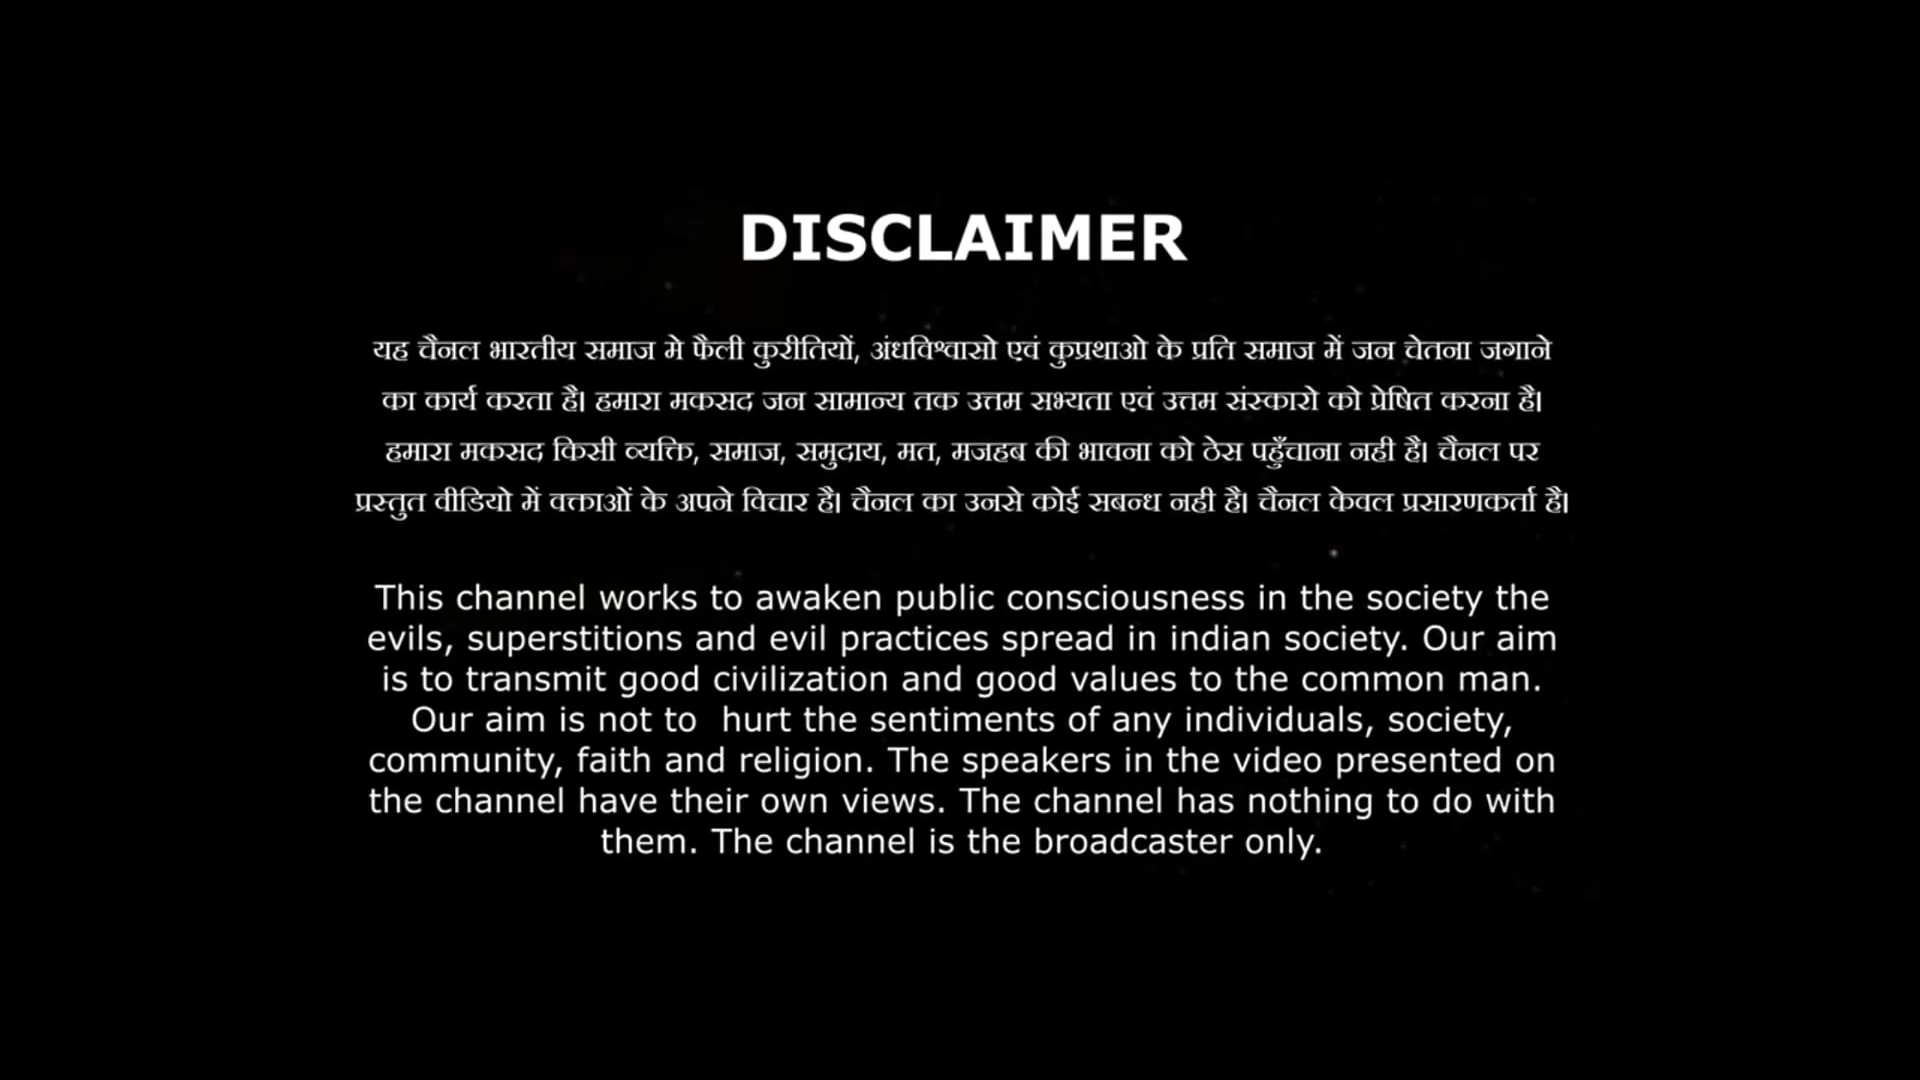 DISCLAIMER
यह चैनल भारतीय समाज मे फैली कुरीतियों, अंधविश्वासो एवं कुप्रथाओ के प्रति समाज में जन चेतना जगाने
का कार्य करता है। हमारा मकसद जन सामान्य तक उत्तम सभ्यता एवं उत्तम संस्कारो को प्रेषित करना है।
हमारा मकसद किसी व्यक्ति, समाज, समुदाय, मत, मजहब की भावना को ठेस पहुँचाना नही है। चैनल पर
प्रस्तुत वीडियो में वक्ताओं के अपने विचार है। चैनल का उनसे कोई सबन्ध नही है। चैनल केवल प्रसारणकर्ता है।
This channel works to awaken public consciousness in the society the
evils, superstitions and evil practices spread in indian society. Our aim
is to transmit good civilization and good values to the common man.
Our aim is not to  hurt the sentiments of any individuals, society,
community, faith and religion. The speakers in the video presented on
the channel have their own views. The channel has nothing to do with
them. The channel is the broadcaster only.